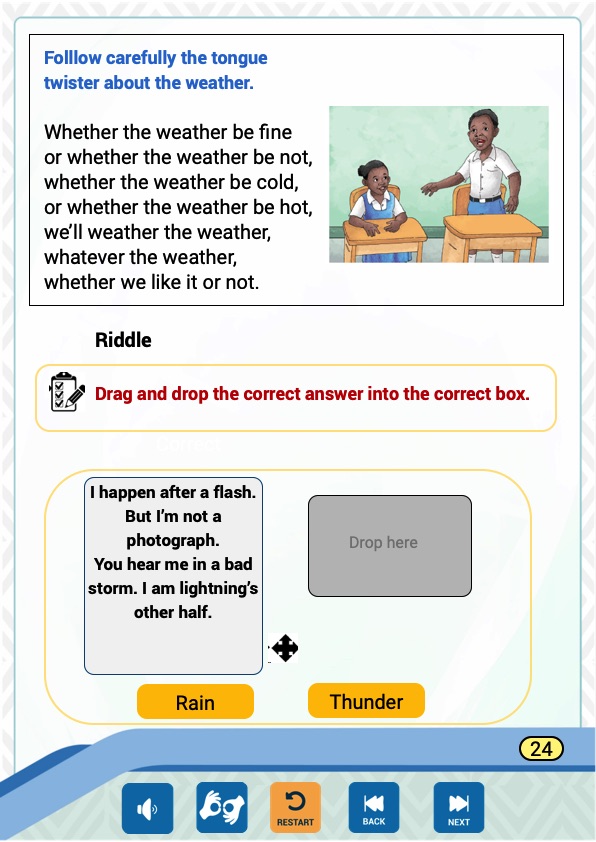 Folllow carefully the tongue
twister about the weather.
Whether the weather be fine
or whether the weather be not,
whether the weather be cold,
or whether the weather be hot,
we’ll weather the weather,
whatever the weather,
whether we like it or not.
Riddle
Drag and drop the correct answer into the correct box.
I happen after a flash.
But I’m not a
photograph.
You hear me in a bad
storm. I am lightning’s
other half.
Drop here
Rain
Thunder
24
RESTART
BACK
NEXT